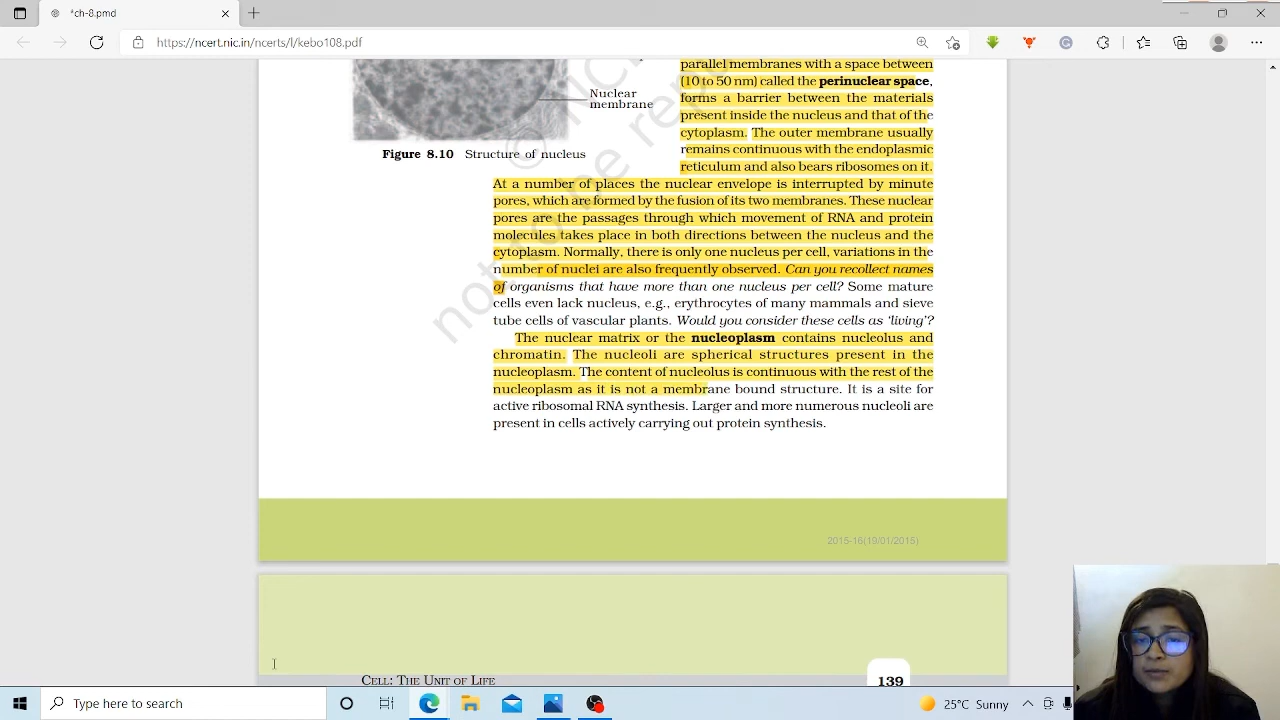 *ch-8.pmd
https://ncert.nic.in/ncerts/l/kebo108.pdf
parallel membranes with a space between
(10 to 50 nm) called the perinuclear space,
forms a barrier between the materials
present inside the nucleus and that of the
cytoplasm. The outer membrane usually
remains continuous with the endoplasmic
reticulum and also bears ribosomes on it.
Nuclear
membrane
Figure 8.10 Structure of nucleus
At a number of places the nuclear envelope is interrupted by minute
pores, which are formed by the fusion of its two membranes. These nuclear
pores are the passages through which movement of RNA and protein
molecules takes place in both directions between the nucleus and the
cytoplasm. Normally, there is only one nucleus per cell, variations in the
number of nuclei are also frequently observed. Can you recollect names
of organisms that have more than one nucleus per cell? Some mature
cells even lack nucleus, e.g., erythrocytes of many mammals and sieve
tube cells of vascular plants. Would you consider these cells as ‘living’?
The nuclear matrix or the nucleoplasm contains nucleolus and
chromatin. The nucleoli are spherical structures present in the
nucleoplasm. The content of nucleolus is continuous with the rest of the
nucleoplasm as it is not a membrane bound structure. It is a site for
active ribosomal RNA synthesis. Larger and more numerous nucleoli are
present in cells actively carrying out protein synthesis.
2015-16(19/01/2015)
CELL: THE UNIT OF LIFE
139
Type here to search
25°C Sunny